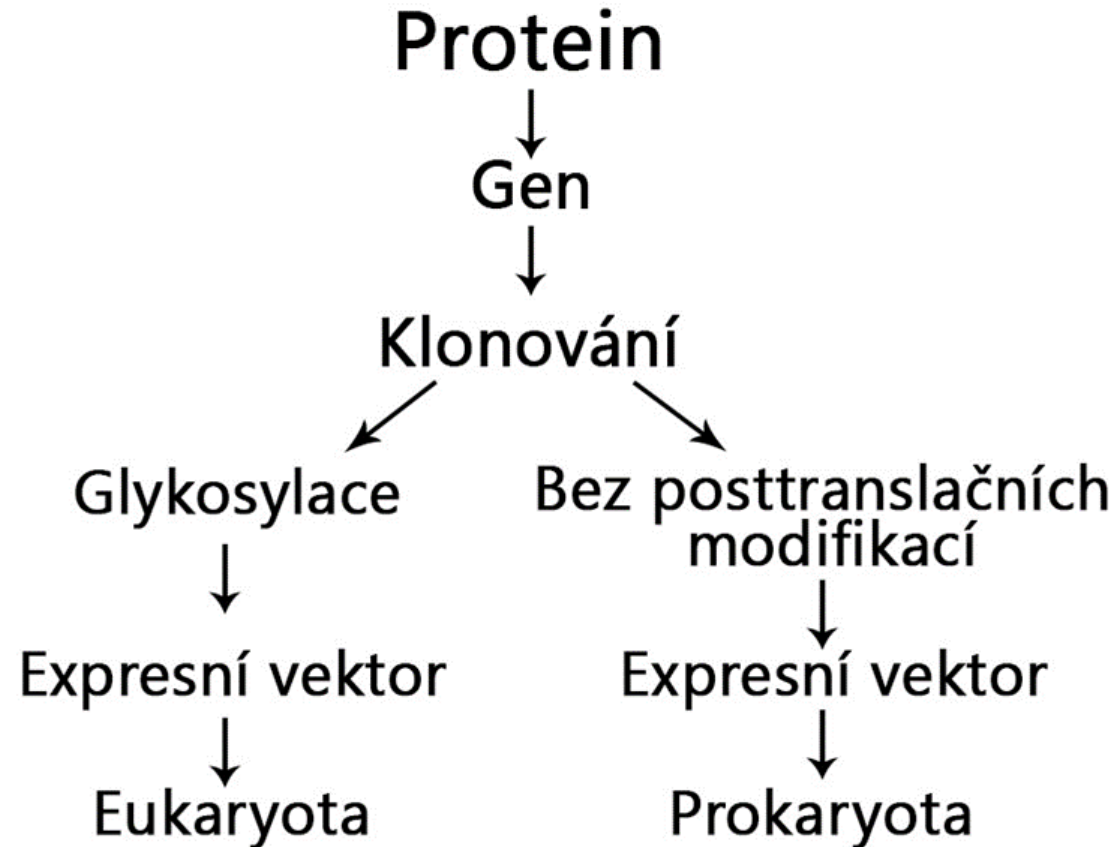 Protein
Gen
Klonování
Glykosylace
Bez posttranslačních
modifikací
Expresní vektor
Expresní vektor
Eukaryota
Prokaryota